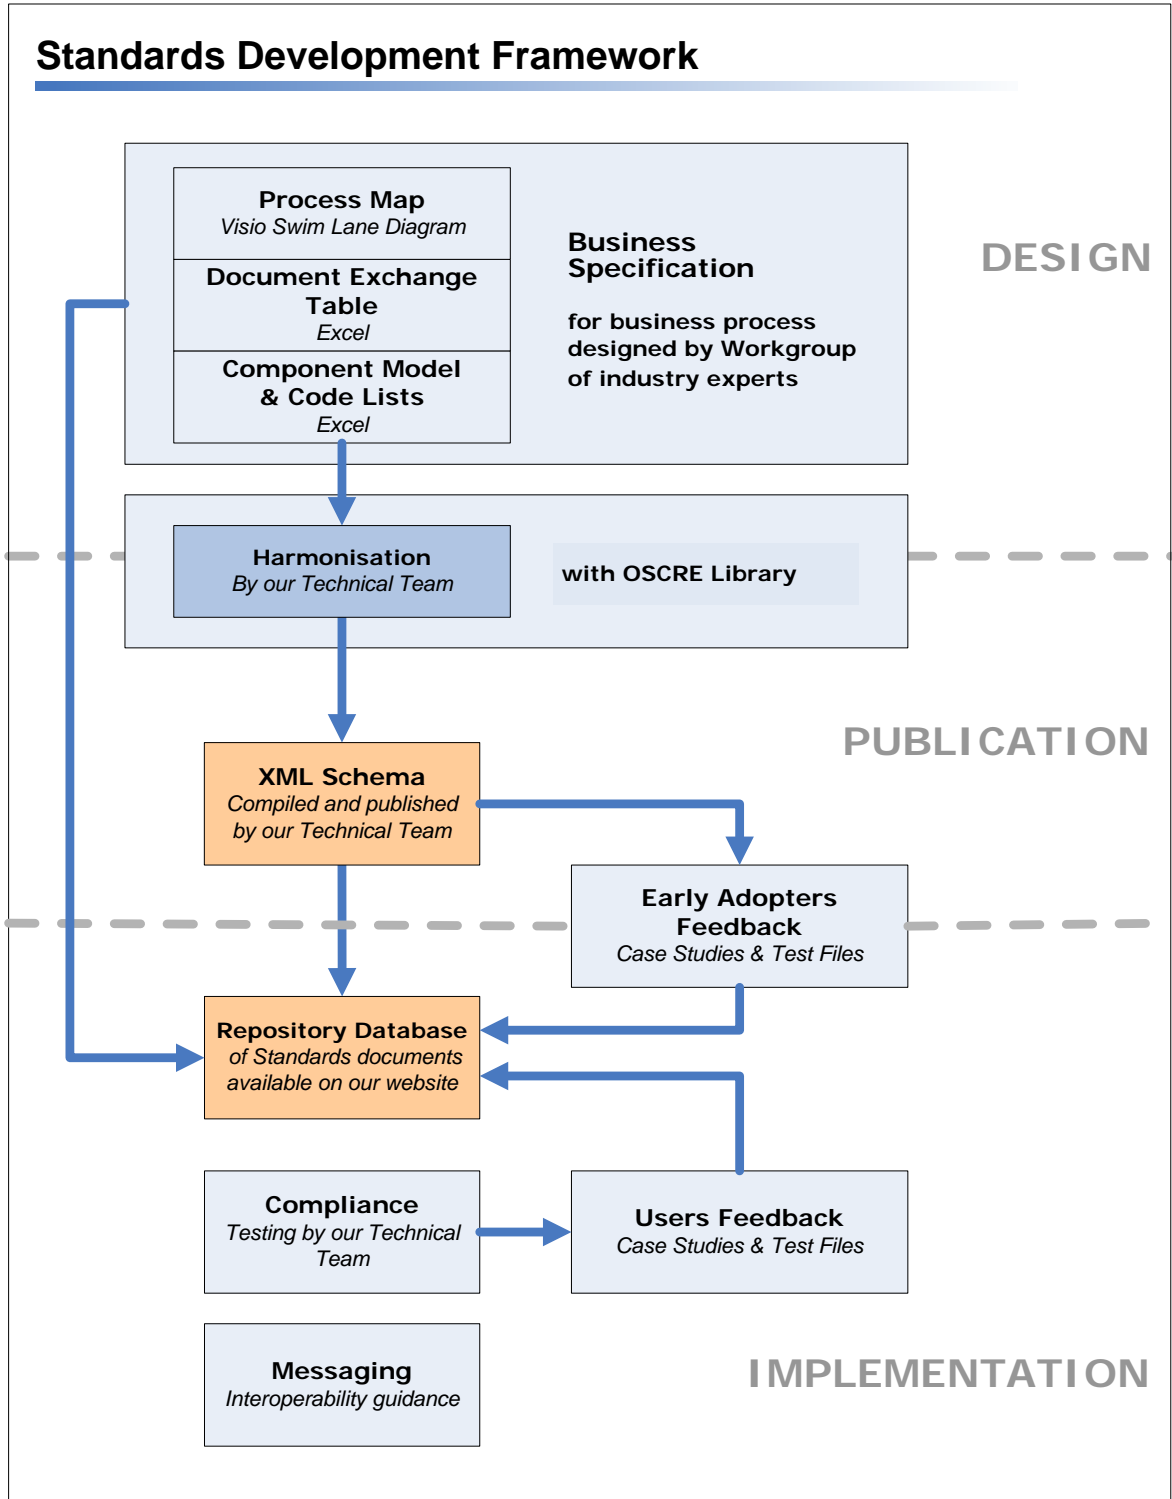 Standards Development Framework
Process Map
Visio Swim Lane Diagram
Document Exchange
Table
Excel
Component Model
& Code Lists
Excel
Business
Specification
for business process
designed by Workgroup
of industry experts
DESIGN
Harmonisation
By our Technical Team
with OSCRE Library
PUBLICATION
XML Schema
Compiled and published
by our Technical Team
Early Adopters
Feedback
Case Studies & Test Files
Repository Database
of Standards documents
available on our website
Compliance
Testing by our Technical
Team
Users Feedback
Case Studies & Test Files
Messaging
Interoperability guidance
IMPLEMENTATION